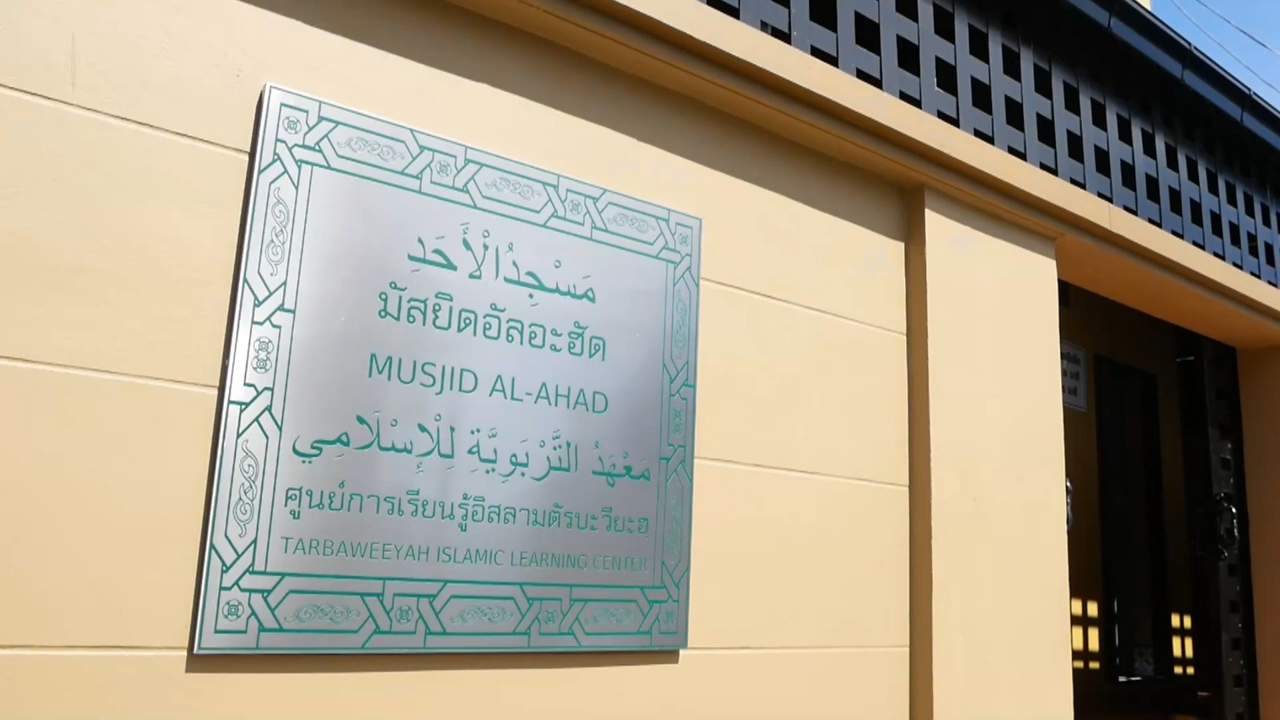 مَسْجِدُ الْأَحَدِ
มัสยิดอัลอะฮัด
MUSJID AL-AHAD
مَعْهَدُ التَّرْبَوِيَّةِ لِلْإِسْلَامِي
ศูนย์การเรียนรู้อิสลามตัรบะวียะฮฺ
TARBAWEEYAH ISLAMIC LEARNING CENTER